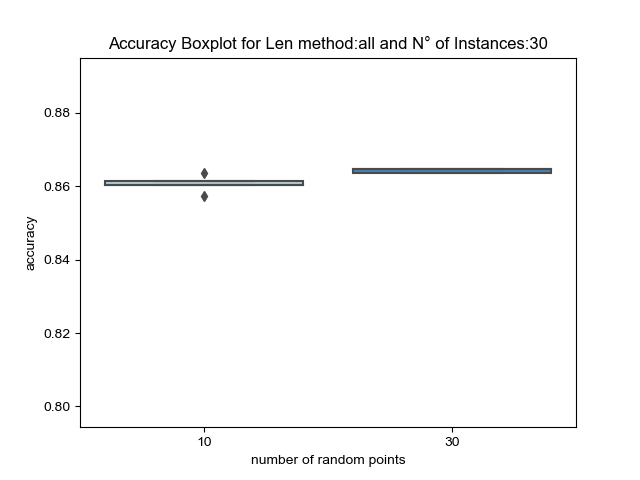 Accuracy Boxplot for Len method:all and N° of Instances:30
0.88
0.86
0.84
0.82
0.80
accuracy
10
30
number of random points